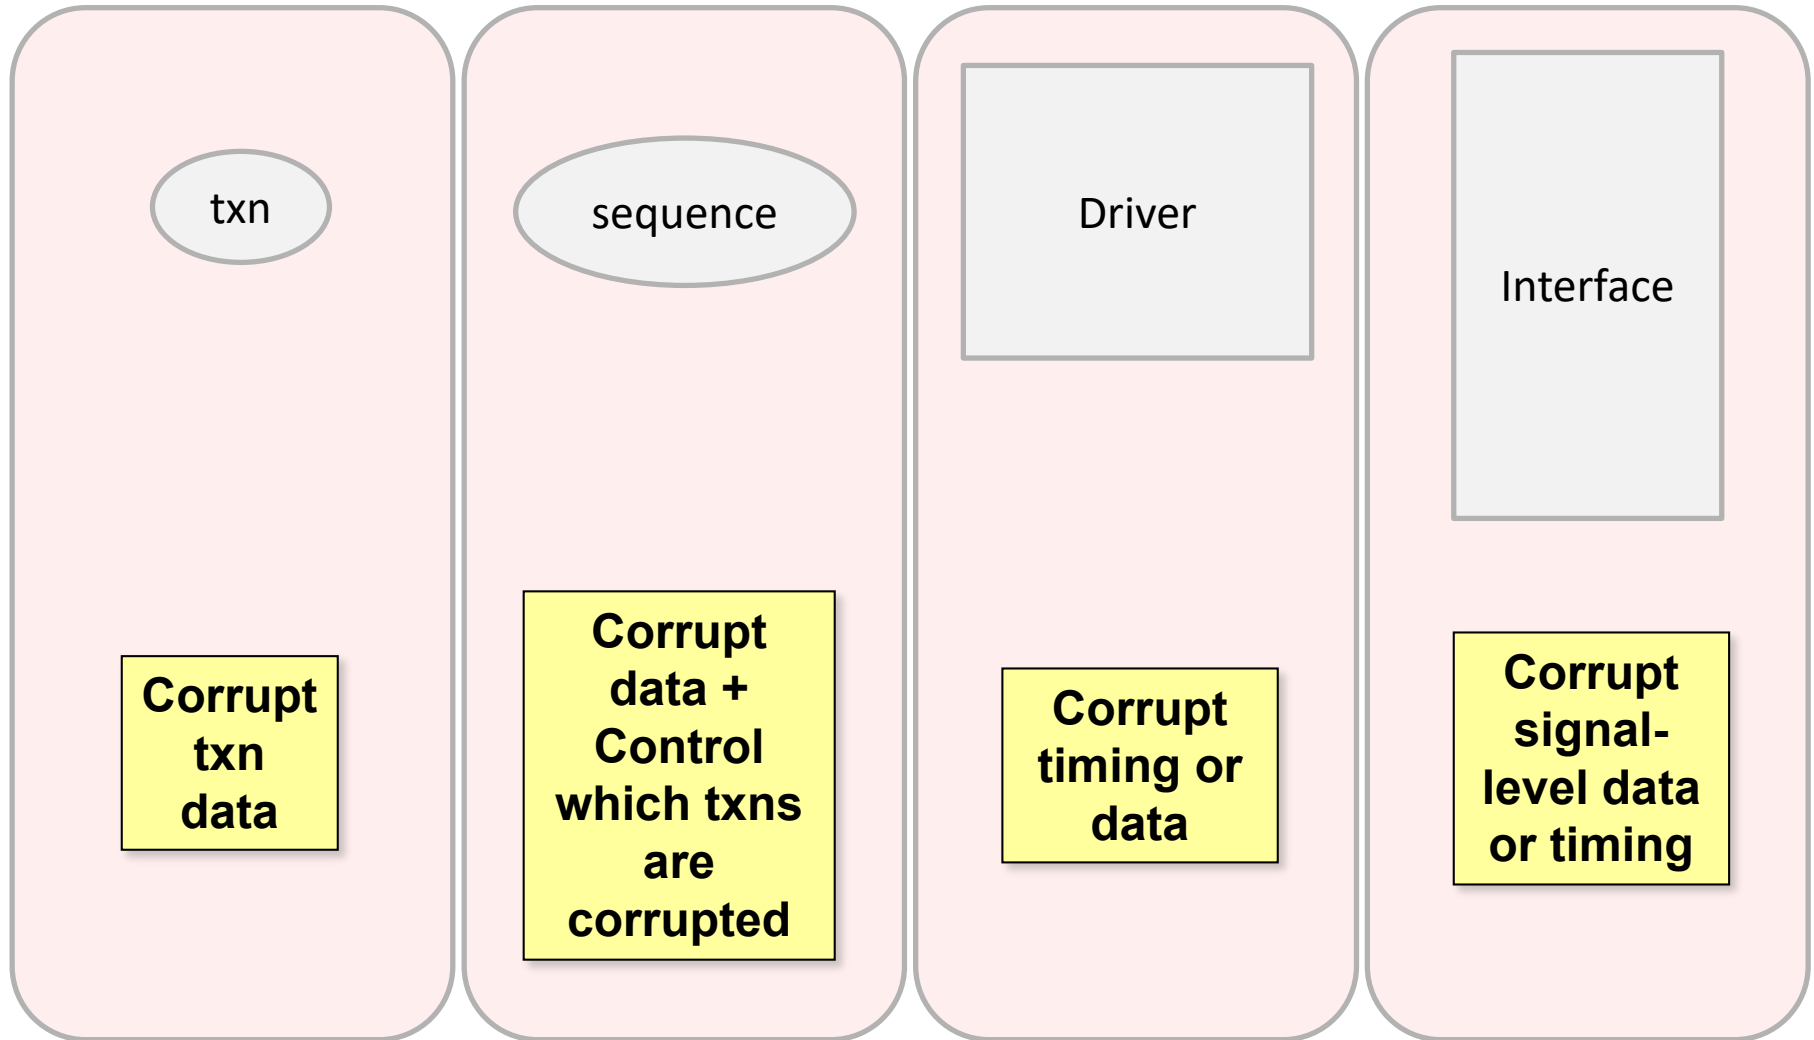 txn
sequence
Driver
Interface
Corrupt
txn
data
Corrupt
data +
Control
which txns
are
corrupted
Corrupt
timing or
data
Corrupt
signal-
level data
or timing